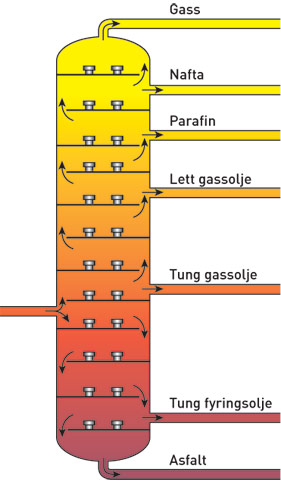 Gass
Nafta
Parafin
Lett gassolje
Tung gassolje
Tung fyringsolje
Asfalt